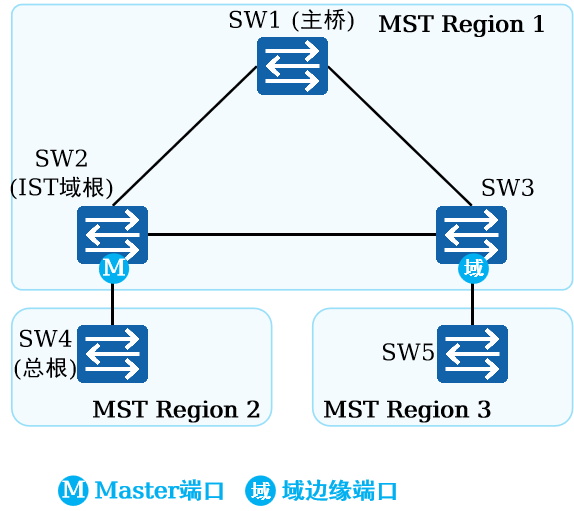 SW1 (主桥)
MST Region 1
SW2
(IST域根)
SW3
M
域
SW4
(总根)
SW5
MST Region 2
MST Region 3
M Master端口
域 域边缘端口